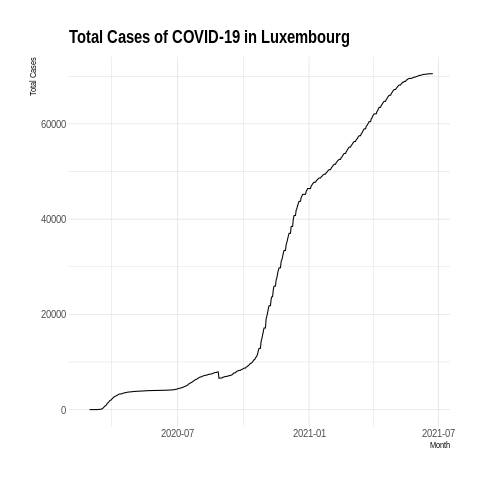 Total Cases of COVID-19 in Luxembourg
Total Cases
60000
40000
20000
0
2020-07 2021-01 2021-07
Month